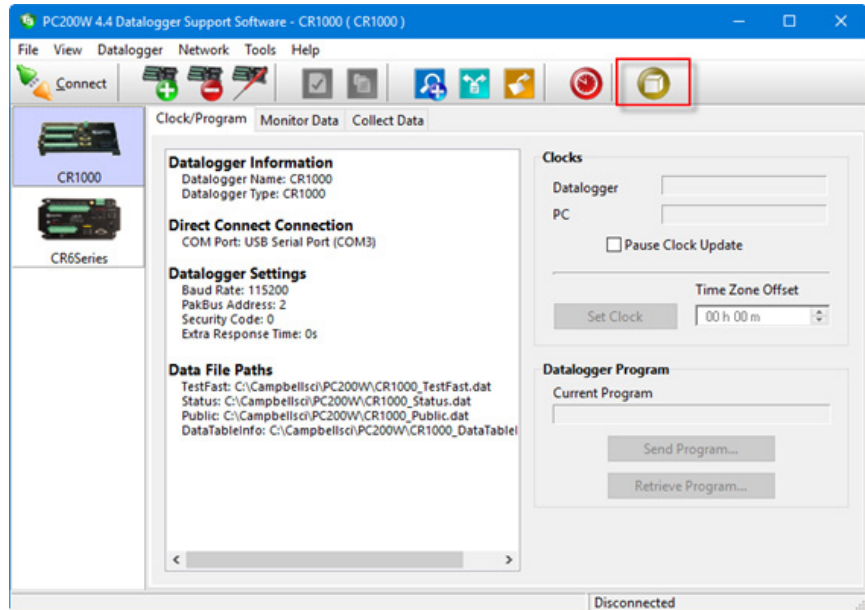 PC200W 4.4 Datalogger Support Software - CR1000 ( CR1000 )
File View Datalogger Network Tools Help
Connect
CR1000
CR6Series
Clock/Program Monitor Data Collect Data
Datalogger Information
Datalogger Name: CR1000
Datalogger Type: CR1000
Direct Connect Connection
COM Port: USB Serial Port (COM3)
Datalogger Settings
Baud Rate: 115200
PakBus Address: 2
Security Code: 0
Extra Response Time: 0s
Data File Paths
TestFast: C:\Campbellsci\PC200W\CR1000_TestFast.dat
Status: C:\Campbellsci\PC200W\CR1000_Status.dat
Public: C:\Campbellsci\PC200W\CR1000_Public.dat
DataTableInfo: C:\Campbellsci\PC200W\CR1000_DataTableI
Clocks
Datalogger
PC
Pause Clock Update
Time Zone Offset
Set Clock 00 h 00 m
Datalogger Program
Current Program
Send Program...
Retrieve Program...
Disconnected